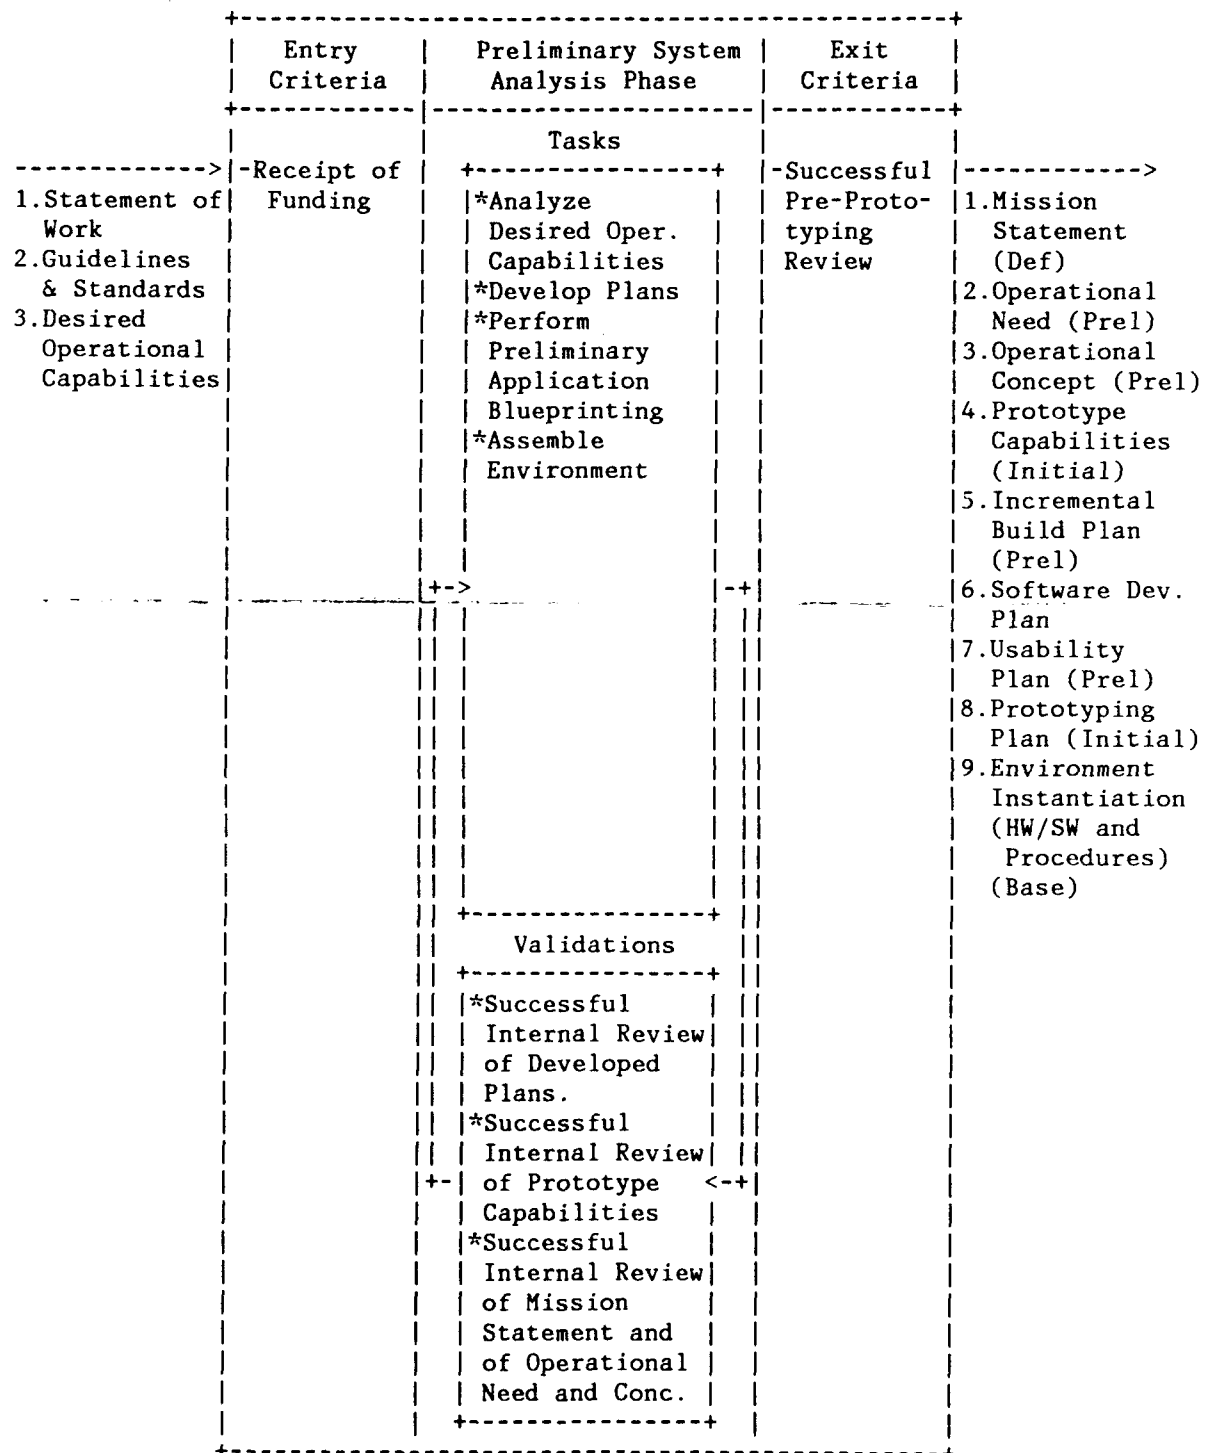 Entry Criteria
Preliminary System Analysis Phase
Exit Criteria
Tasks
1.Statement of
Work
2.Guidelines
& Standards
3.Desired
Operational
Capabilities
-Receipt of
Funding
*Analyze
Desired Oper.
Capabilities
*Develop Plans
*Perform
Preliminary
Application
Blueprinting
*Assemble
Environment
Validations
*Successful
Internal Review
of Developed
Plans.
*Successful
Internal Review
of Prototype
Capabilities
*Successful
Internal Review
of Mission
Statement and
of Operational
Need and Conc.
-Successful
Pre-Proto-
typing
Review
1.Mission
Statement
(Def)
2.Operational
Need (Prel)
3.Operational
Concept (Prel)
4.Prototype
Capabilities
(Initial)
5.Incremental
Build Plan
(Prel)
6.Software Dev.
Plan
7.Usability
Plan (Prel)
8.Prototyping
Plan (Initial)
9.Environment
Instantiation
(HW/SW and
Procedures)
(Base)